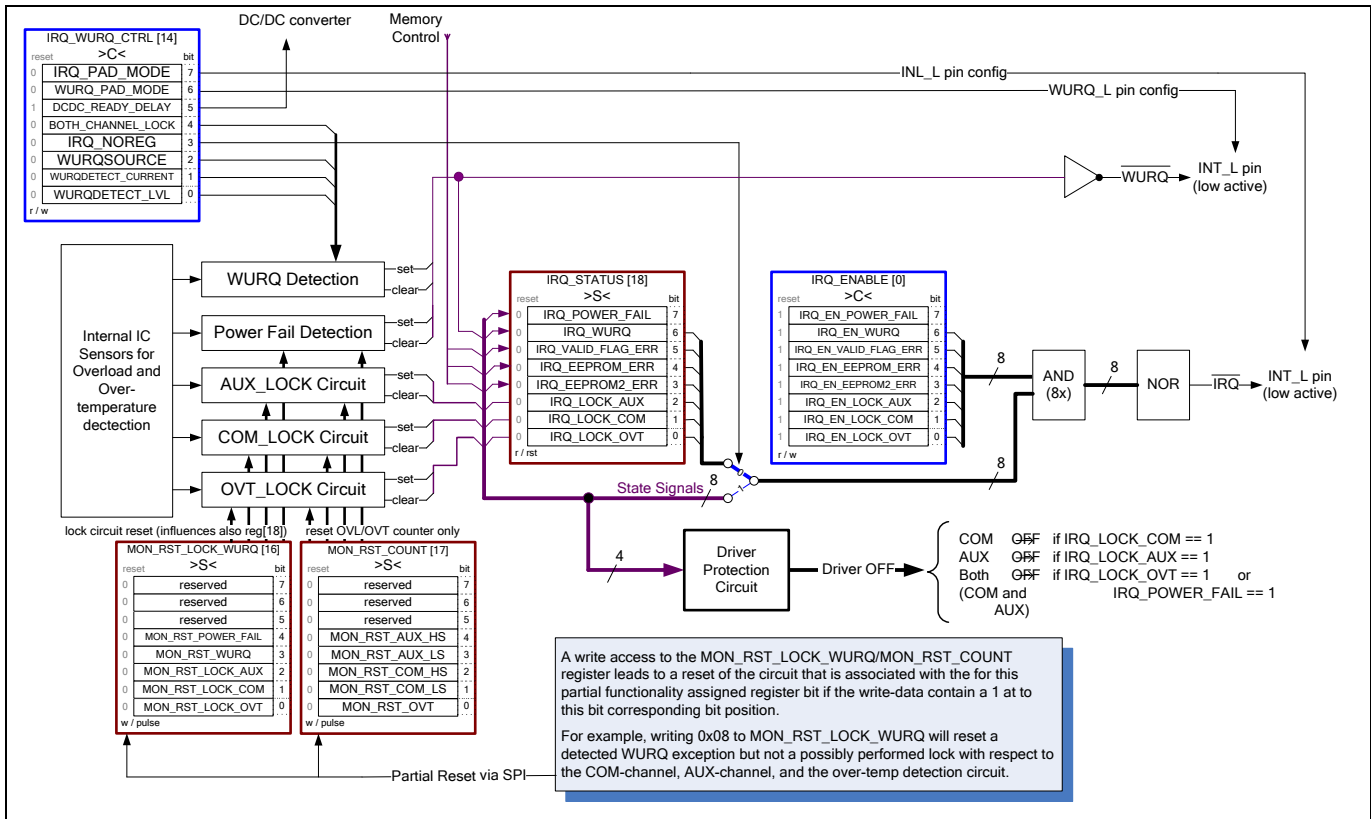 DC/DC converter
Memory
Control
IRQ_WURQ_CTRL [14]
reset >C< bit
0 IRQ_PAD_MODE 7
0 WURQ_PAD_MODE 6
1 DCDC_READY_DELAY 5
0 BOTH_CHANNEL_LOCK 4
0 IRQ_NOREG 3
0 WURQSOURCE 2
0 WURQDETECT_CURRENT 1
0 WURQDETECT_LVL 0
r / w
INL_L pin config
WURQ_L pin config
WURQ
INT_L pin
(low active)
Internal IC
Sensors for
Overload and
Over-
temperature
dectection
WURQ Detection
set
clear
Power Fail Detection
set
clear
AUX_LOCK Circuit
set
clear
COM_LOCK Circuit
set
clear
OVT_LOCK Circuit
set
clear
IRQ_STATUS [18]
reset >S< bit
0 IRQ_POWER_FAIL 7
0 IRQ_WURQ 6
0 IRQ_VALID_FLAG_ERR 5
0 IRQ_EEPROM_ERR 4
0 IRQ_EEPROM2_ERR 3
0 IRQ_LOCK_AUX 2
0 IRQ_LOCK_COM 1
0 IRQ_LOCK_OVT 0
r / rst
IRQ_ENABLE [0]
reset >C< bit
1 IRQ_EN_POWER_FAIL 7
1 IRQ_EN_WURQ 6
1 IRQ_EN_VALID_FLAG_ERR 5
1 IRQ_EN_EEPROM_ERR 4
1 IRQ_EN_EEPROM2_ERR 3
1 IRQ_EN_LOCK_AUX 2
1 IRQ_EN_LOCK_COM 1
1 IRQ_EN_LOCK_OVT 0
r / w
8
AND
(8x)
8
NOR
IRQ
INT_L pin
(low active)
0
1
State Signals
8
8
lock circuit reset (influences also reg[18])
reset OVL/OVT counter only
MON_RST_LOCK_WURQ [16]
reset >S< bit
0 reserved 7
0 reserved 6
0 reserved 5
0 MON_RST_POWER_FAIL 4
0 MON_RST_WURQ 3
0 MON_RST_LOCK_AUX 2
0 MON_RST_LOCK_COM 1
0 MON_RST_LOCK_OVT 0
w / pulse
MON_RST_COUNT [17]
reset >S< bit
0 reserved 7
0 reserved 6
0 reserved 5
0 MON_RST_AUX_HS 4
0 MON_RST_AUX_LS 3
0 MON_RST_COM_HS 2
0 MON_RST_COM_LS 1
0 MON_RST_OVT 0
w / pulse
4
Driver
Protection
Circuit
Driver OFF
COM OFF if IRQ_LOCK_COM == 1
AUX OFF if IRQ_LOCK_AUX == 1
Both OFF if IRQ_LOCK_OVT == 1 or
(COM and IRQ_POWER_FAIL == 1
AUX)
A write access to the MON_RST_LOCK_WURQ/MON_RST_COUNT
register leads to a reset of the circuit that is associated with the for this
partial functionality assigned register bit if the write-data contain a 1 at to
this bit corresponding bit position.
For example, writing 0x08 to MON_RST_LOCK_WURQ will reset a
detected WURQ exception but not a possibly performed lock with respect to
the COM-channel, AUX-channel, and the over-temp detection circuit.
Partial Reset via SPI